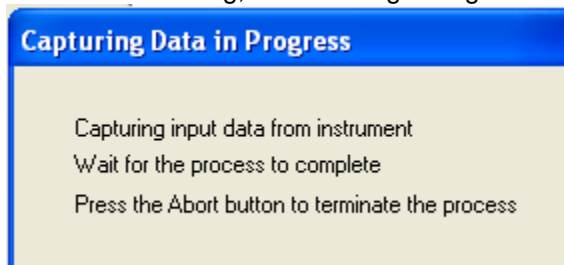 Capturing Data in Progress
Capturing input data from instrument
Wait for the process to complete
Press the Abort button to terminate the process